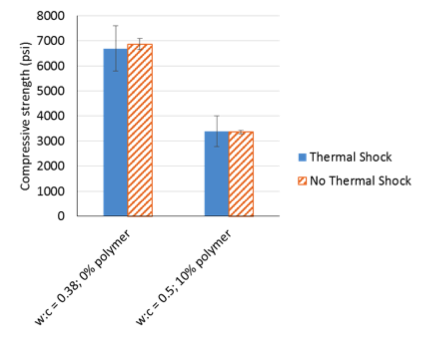 8000
7000
6000
5000
4000
3000
2000
1000
0
Compressive strength (psi)
w:c = 0.38; 0% polymer
w:c = 0.5; 10% polymer
Thermal Shock
No Thermal Shock